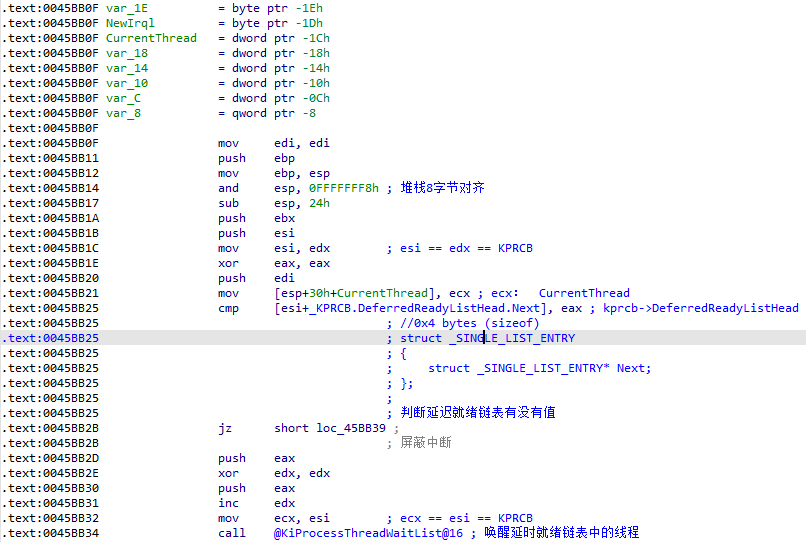 .text:0045BB0F var_1E = byte ptr -1Eh
.text:0045BB0F NewIrql = byte ptr -1Dh
.text:0045BB0F CurrentThread = dword ptr -1Ch
.text:0045BB0F var_18 = dword ptr -18h
.text:0045BB0F var_14 = dword ptr -14h
.text:0045BB0F var_10 = dword ptr -10h
.text:0045BB0F var_C = dword ptr -0Ch
.text:0045BB0F var_8 = qword ptr -8
.text:0045BB0F
.text:0045BB0F mov edi, edi
.text:0045BB11 push ebp
.text:0045BB12 mov ebp, esp
.text:0045BB14 and esp, 0FFFFFFF8h ; 堆栈8字节对齐
.text:0045BB17 sub esp, 24h
.text:0045BB1A push ebx
.text:0045BB1B push esi
.text:0045BB1C mov esi, edx ; esi == edx == KPRCB
.text:0045BB1E xor eax, eax
.text:0045BB20 push edi
.text:0045BB21 mov [esp+30h+CurrentThread], ecx ; ecx： CurrentThread
.text:0045BB25 cmp [esi+_KPRCB.DeferredReadyListHead.Next], eax ; kprcb->DeferredReadyListHead
.text:0045BB25 ; //0x4 bytes (sizeof)
.text:0045BB25 ; struct _SINGLE_LIST_ENTRY
.text:0045BB25 ; {
.text:0045BB25 ; struct _SINGLE_LIST_ENTRY* Next;
.text:0045BB25 ; };
.text:0045BB25 ;
.text:0045BB25 ; 判断延迟就绪链表有没有值
.text:0045BB2B jz short loc_45BB39 ;
.text:0045BB2B ; 屏蔽中断
.text:0045BB2D push eax
.text:0045BB2E xor edx, edx
.text:0045BB30 push eax
.text:0045BB31 inc edx
.text:0045BB32 mov ecx, esi ; ecx == esi == KPRCB
.text:0045BB34 call @KiProcessThreadWaitList@16 ; 唤醒延时就绪链表中的线程